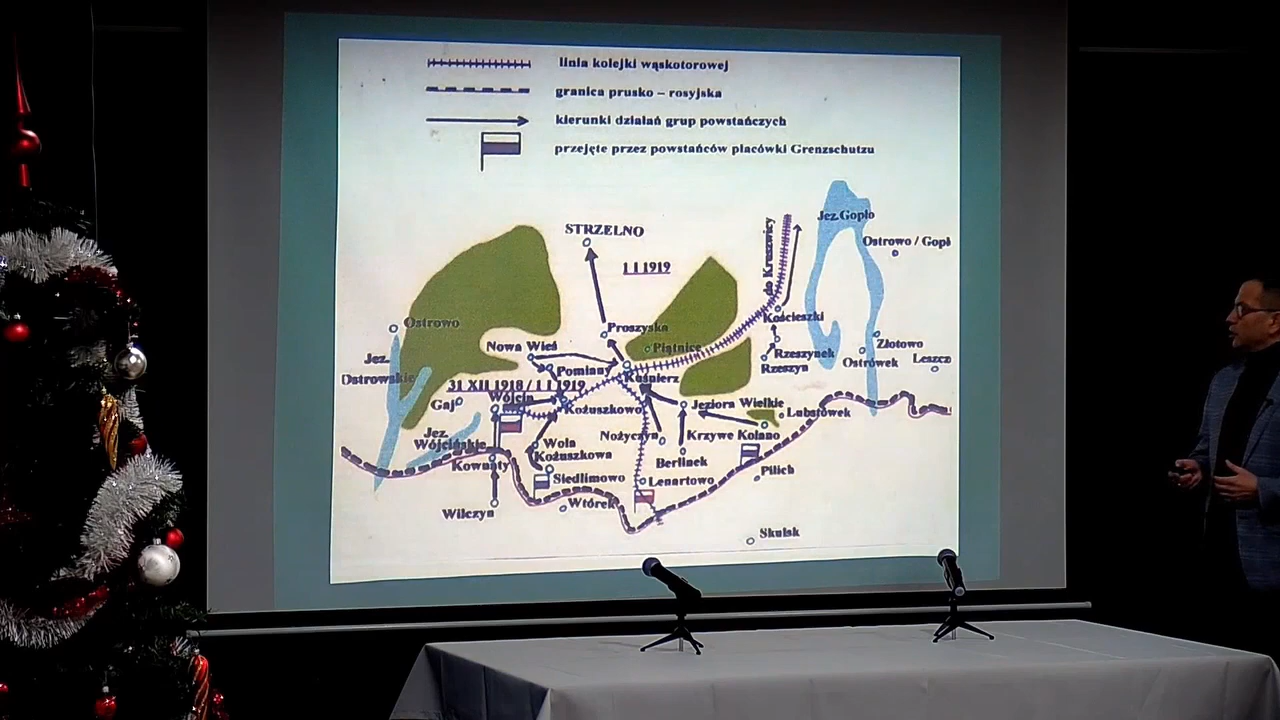 linia kolejki wąskotorowej
granica prusko – rosyjska
kierunki działań grup powstańczych
przejęte przez powstańców placówki Grenzschutzu
Jez. Gopło
STRZELNO
do Kruszwicy
Ostrowo / Gopł
1 I 1919
Kościeszki
Ostrowo
Proszyska
Nowa Wieś
Piątnice
Rzeszynek
Złotowo
Jez.
Ostrowskie
Pomiany
Rzeszyn
Ostrówek
Leszcz
31 XII 1918 / 1 I 1919
Kuśnierz
Gaj
Wójcin
Kożuszkowo
Jeziora Wielkie
Lubstówek
Jez.
Wójcińskie
Wola
Kożuszkowa
Nożyczyn
Krzywe Kolano
Kownaty
Berlinek
Siedlimowo
Lenartowo
Pilich
Wilczyn
Wtórek
Skulsk